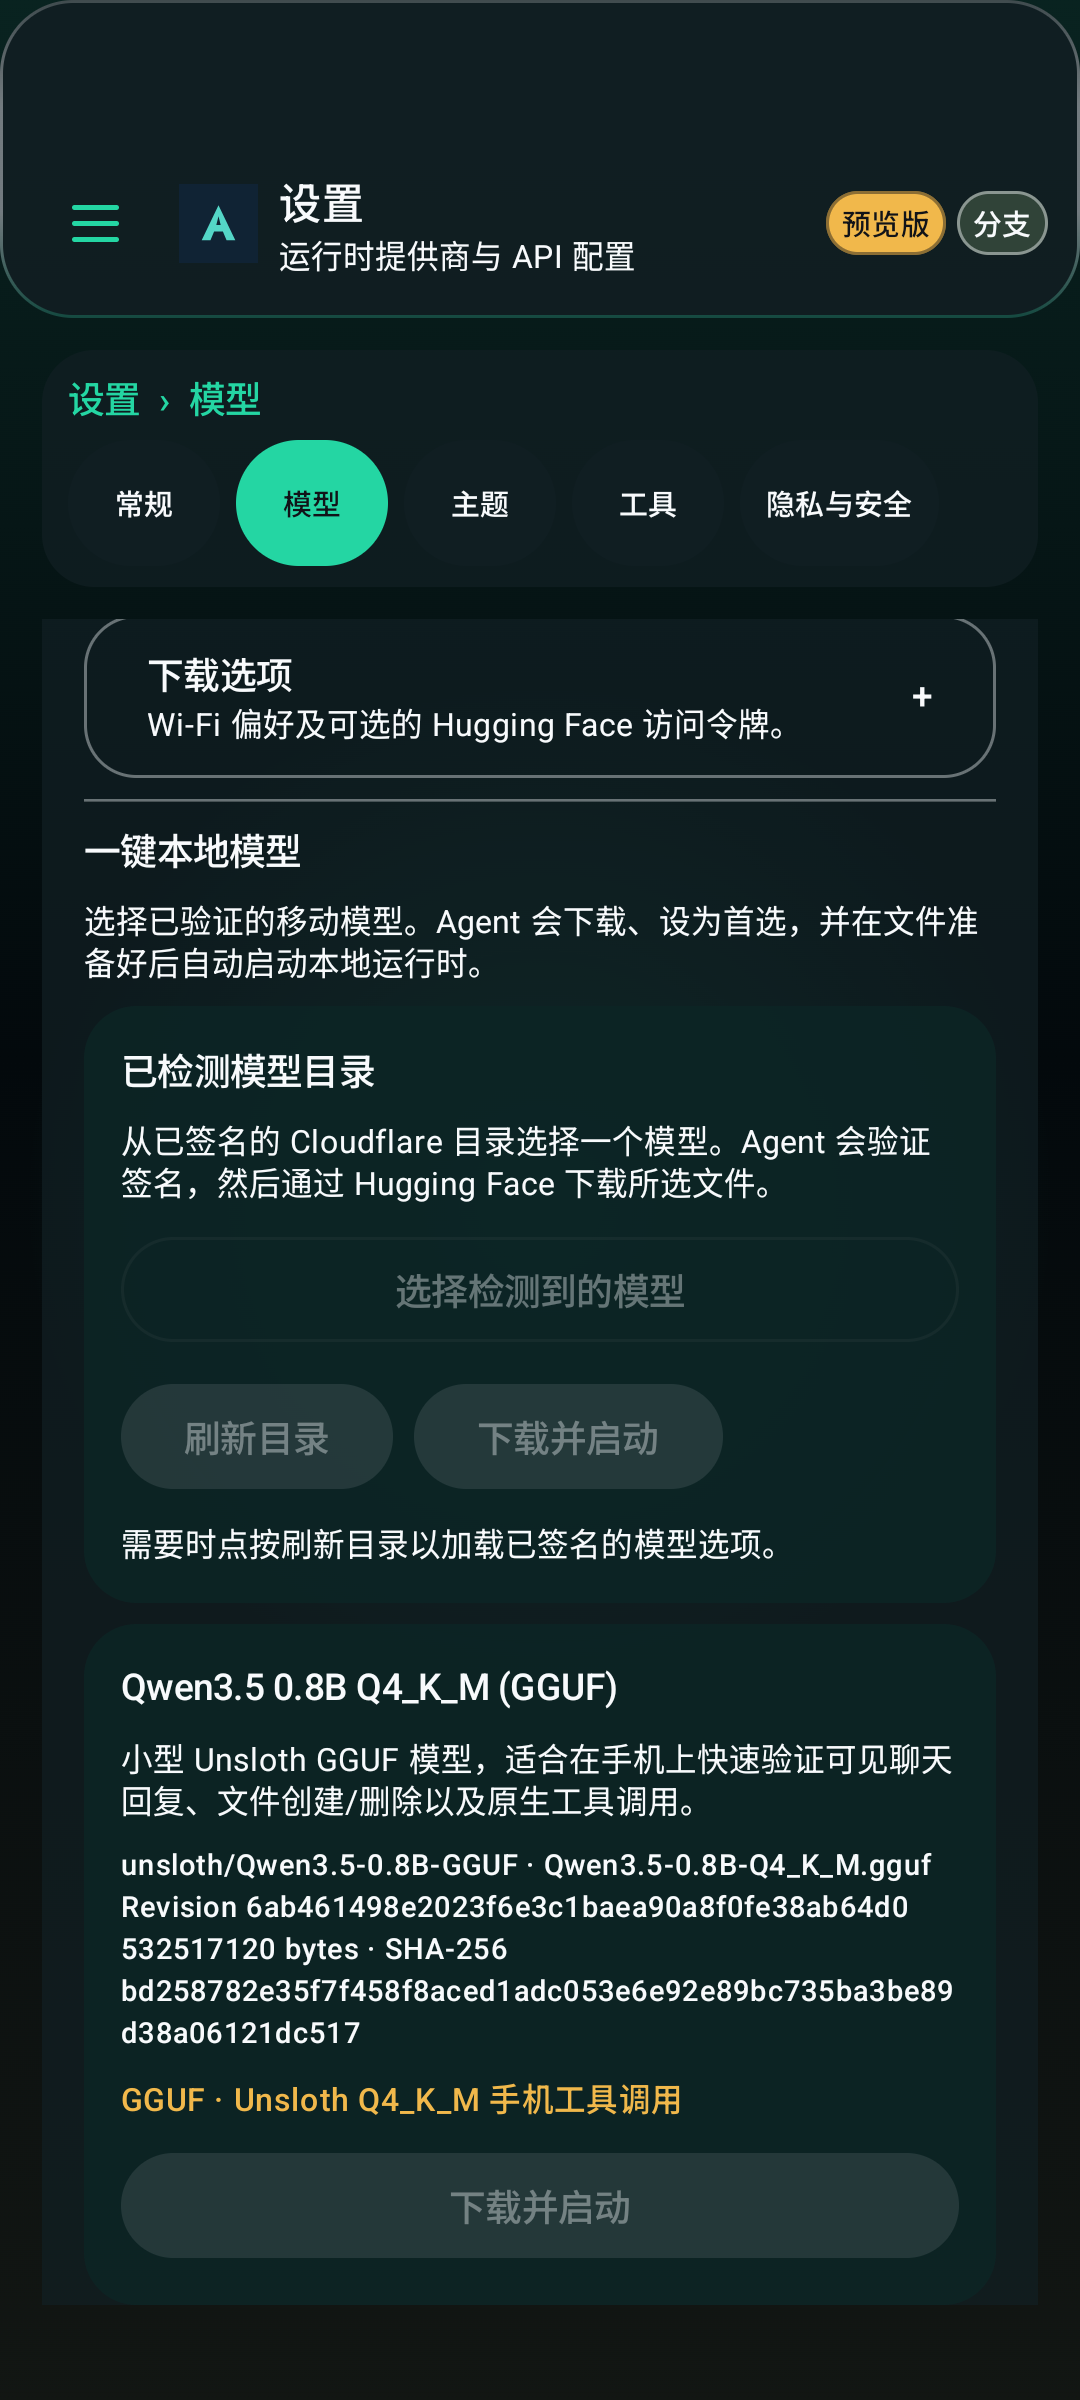 设置
运行时提供商与 API 配置
预览版
分支
设置 › 模型
常规
模型
主题
工具
隐私与安全
下载选项
Wi-Fi 偏好及可选的 Hugging Face 访问令牌。
+
一键本地模型
选择已验证的移动模型。Agent 会下载、设为首选，并在文件准
备好后自动启动本地运行时。
已检测模型目录
从已签名的 Cloudflare 目录选择一个模型。Agent 会验证
签名，然后通过 Hugging Face 下载所选文件。
选择检测到的模型
刷新目录
下载并启动
需要时点按刷新目录以加载已签名的模型选项。
Qwen3.5 0.8B Q4_K_M (GGUF)
小型 Unsloth GGUF 模型，适合在手机上快速验证可见聊天
回复、文件创建/删除以及原生工具调用。
unsloth/Qwen3.5-0.8B-GGUF · Qwen3.5-0.8B-Q4_K_M.gguf
Revision 6ab461498e2023f6e3c1baea90a8f0fe38ab64d0
532517120 bytes · SHA-256
bd258782e35f7f458f8aced1adc053e6e92e89bc735ba3be89
d38a06121dc517
GGUF · Unsloth Q4_K_M 手机工具调用
下载并启动